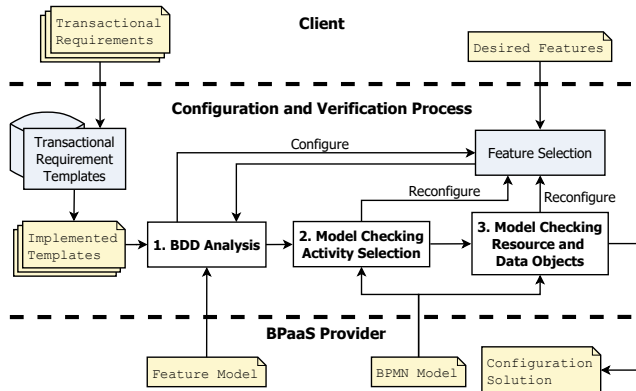 Transactional
Requirements
Client
Desired Features
Configuration and Verification Process
Transactional
Requirement
Templates
Configure
Feature Selection
Reconfigure
Reconfigure
Implemented
Templates
1. BDD Analysis
2. Model Checking
Activity Selection
3. Model Checking
Resource and
Data Objects
BPaaS Provider
Feature Model
BPMN Model
Configuration
Solution